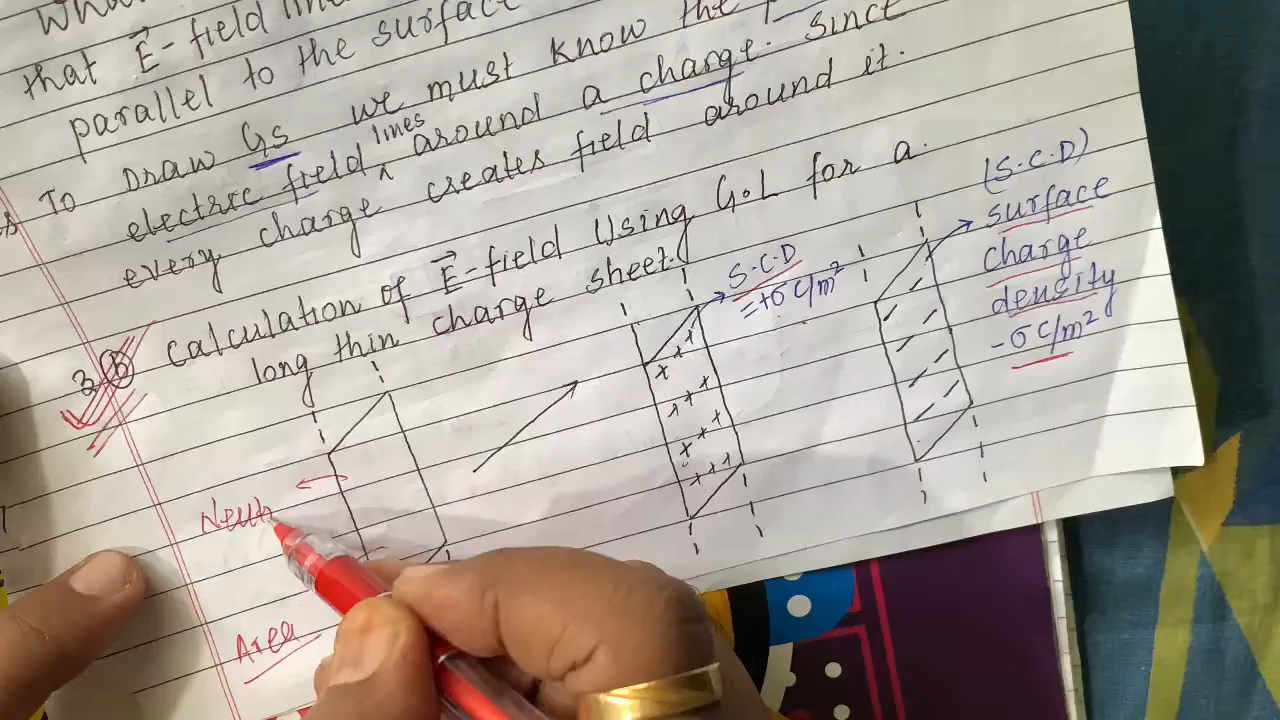 that E⃗-field lin
parallel to the surface
To Draw GS we must know the
electric field lines around a charge. Since
every charge creates field around it.
3 (b) Calculation of E⃗-field Using G.L for a
long thin charge sheet.
S.C.D
=+σ C/m²
(S.C.D)
surface
charge
density
-σ C/m²
Neutr
Area